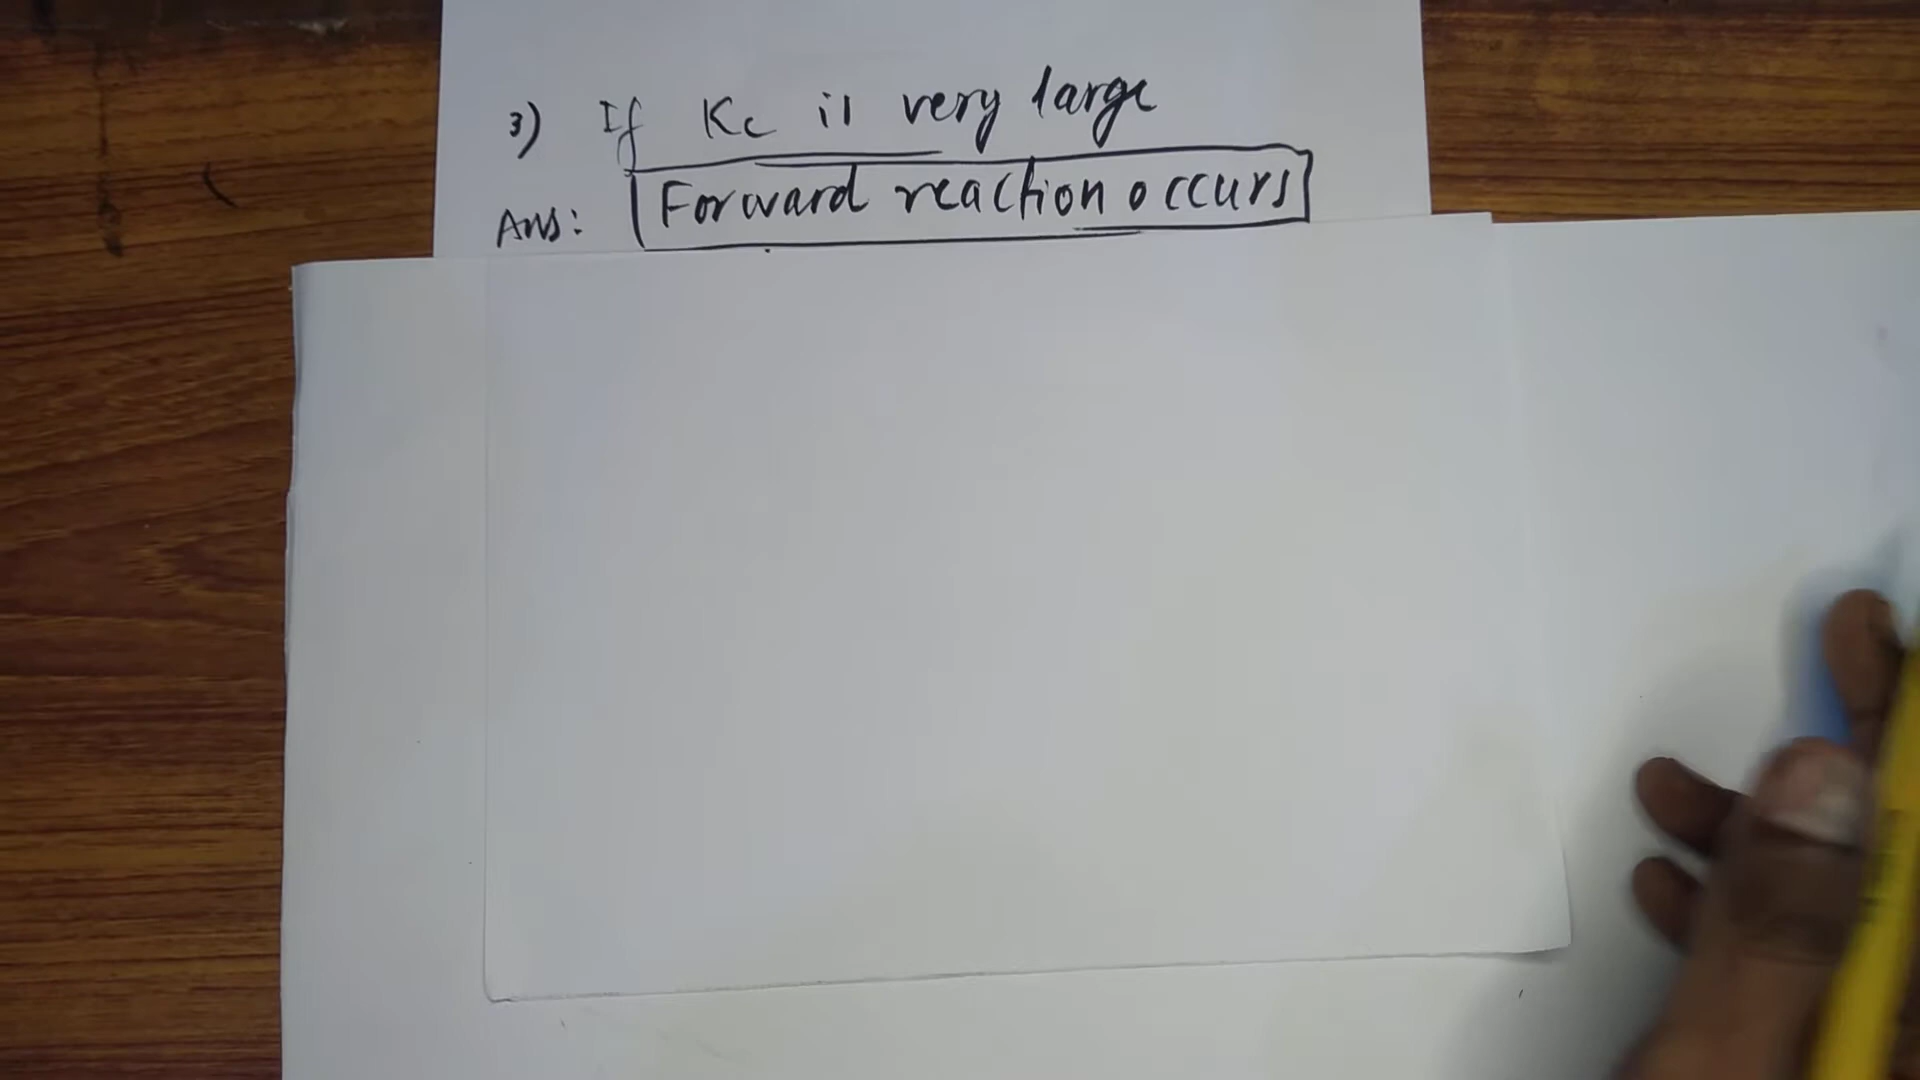 3) If Kc is very large
Ans: Forward reaction occurs